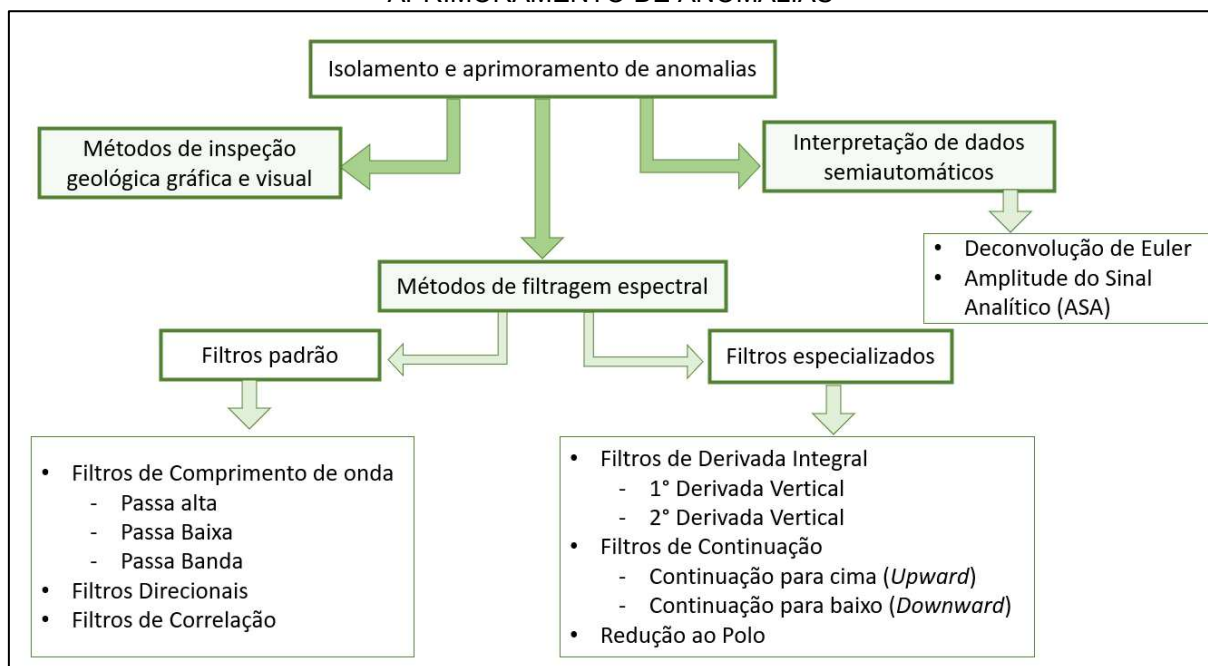 APRIMORAMENTO DE ANOMALIAS
Isolamento e aprimoramento de anomalias
Métodos de inspeção
geológica gráfica e visual
Interpretação de dados
semiautomáticos
• Deconvolução de Euler
• Amplitude do Sinal
Analítico (ASA)
Métodos de filtragem espectral
Filtros padrão
Filtros especializados
• Filtros de Comprimento de onda
- Passa alta
- Passa Baixa
- Passa Banda
• Filtros Direcionais
• Filtros de Correlação
• Filtros de Derivada Integral
- 1° Derivada Vertical
- 2° Derivada Vertical
• Filtros de Continuação
- Continuação para cima (Upward)
- Continuação para baixo (Downward)
• Redução ao Polo